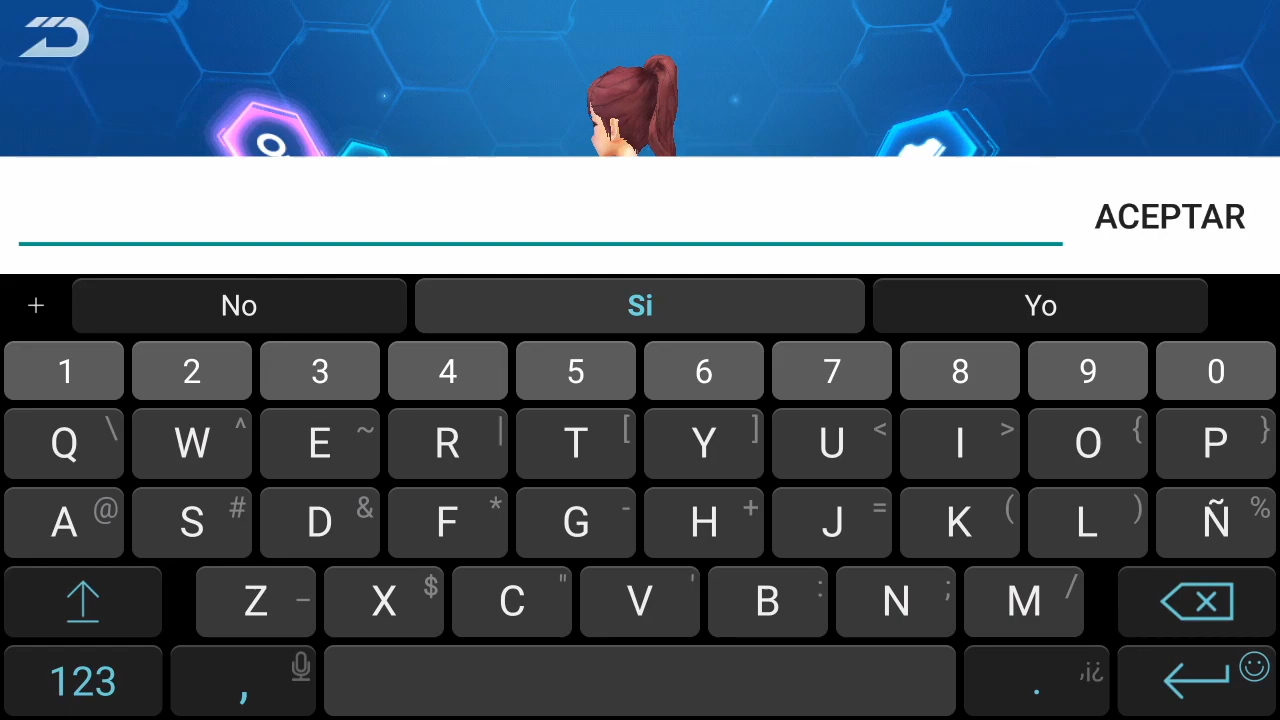 ACEPTAR
+ No Si Yo
1 2 3 4 5 6 7 8 9 0
Q \ W ^ E ~ R | T [ Y ] U < I > O { P }
A @ S # D & F * G - H + J = K ( L ) Ñ %
Z _ X $ C " V ' B : N ; M /
123 , . ,¡¿